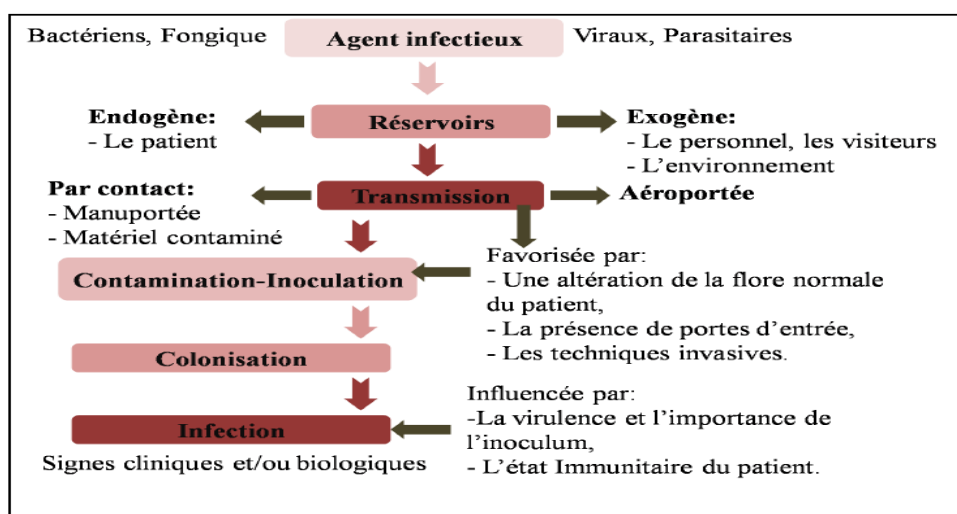 Bactériens, Fongique
Agent infectieux
Viraux, Parasitaires
Endogène:
- Le patient
Réservoirs
Exogène:
- Le personnel, les visiteurs
- L’environnement
Par contact:
- Manuportée
- Matériel contaminé
Transmission
Aéroportée
Contamination-Inoculation
Favorisée par:
- Une altération de la flore normale
du patient,
- La présence de portes d’entrée,
- Les techniques invasives.
Colonisation
Infection
Signes cliniques et/ou biologiques
Influencée par:
-La virulence et l’importance de
l’inoculum,
- L’état Immunitaire du patient.